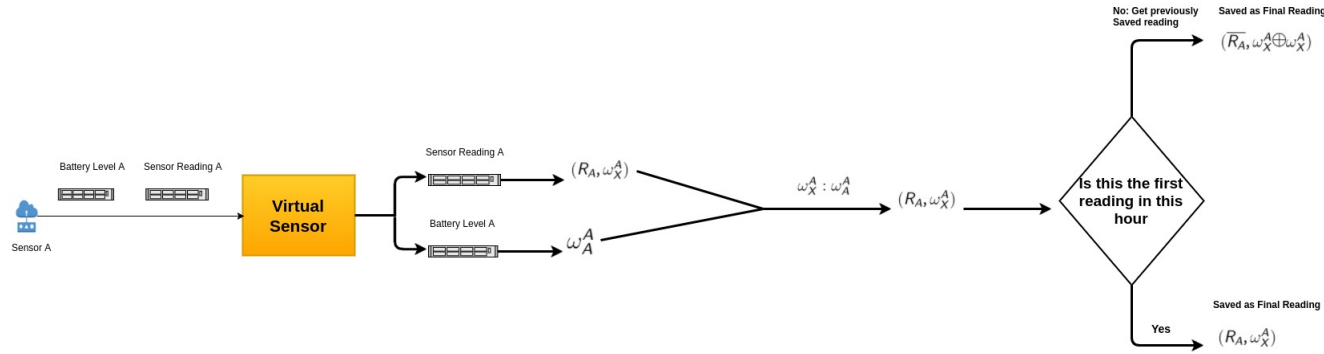 No: Get previously
Saved reading
Saved as Final Reading
(R̅_A, ω_X^A⊕ω_X^A)
Battery Level A
Sensor Reading A
Sensor A
Virtual
Sensor
Sensor Reading A
(R_A, ω_X^A)
Battery Level A
ω_A^A
ω_X^A : ω_A^A
(R_A, ω_X^A)
Is this the first
reading in this
hour
Yes
Saved as Final Reading
(R_A, ω_X^A)